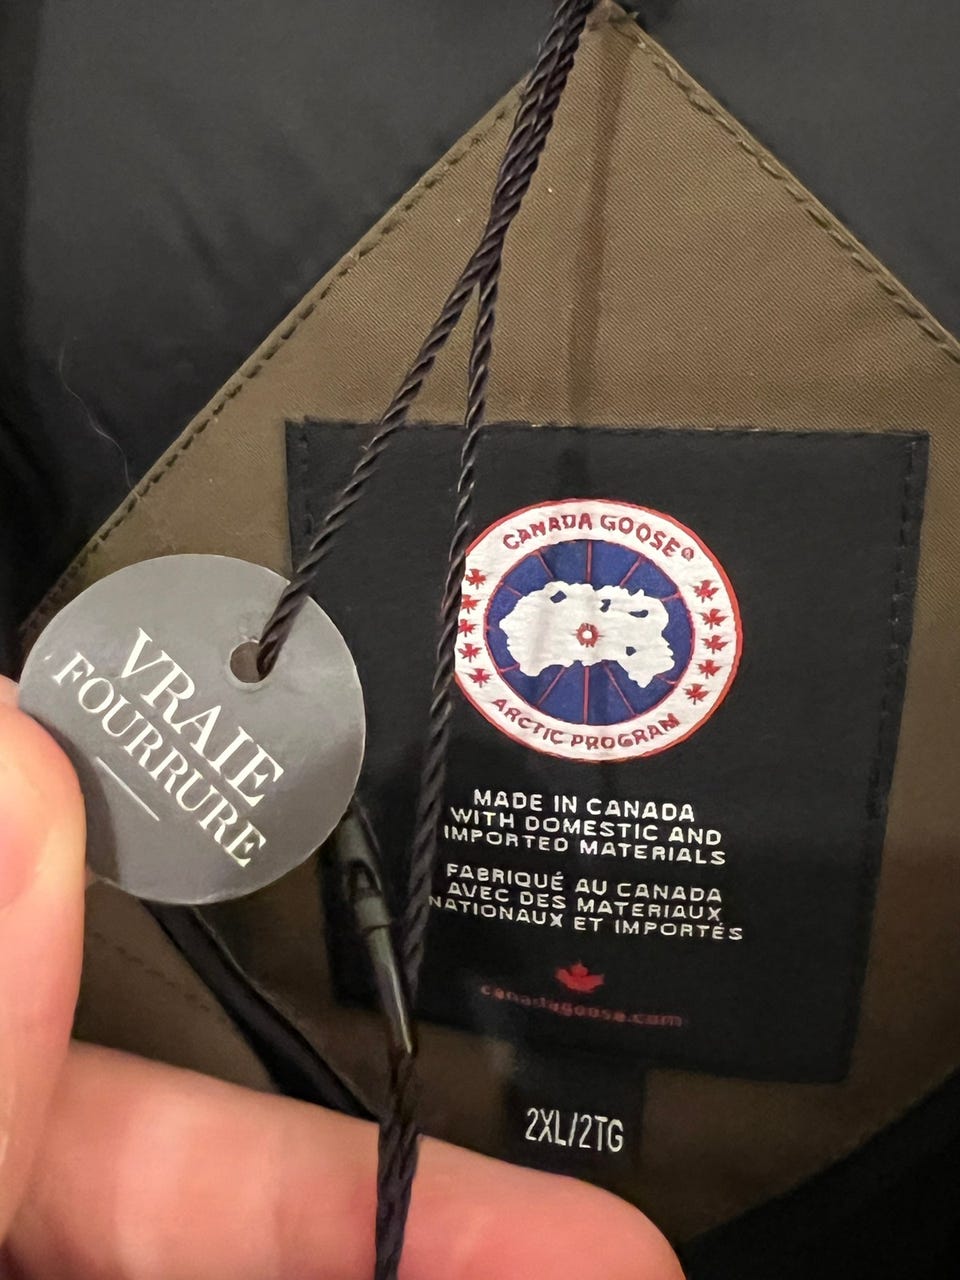 VRAIE
FOURRURE
CANADA GOOSE®
ARCTIC PROGRAM
MADE IN CANADA
WITH DOMESTIC AND
IMPORTED MATERIALS
FABRIQUÉ AU CANADA
AVEC DES MATERIAUX
NATIONAUX ET IMPORTÉS
canadagoose.com
2XL/2TG